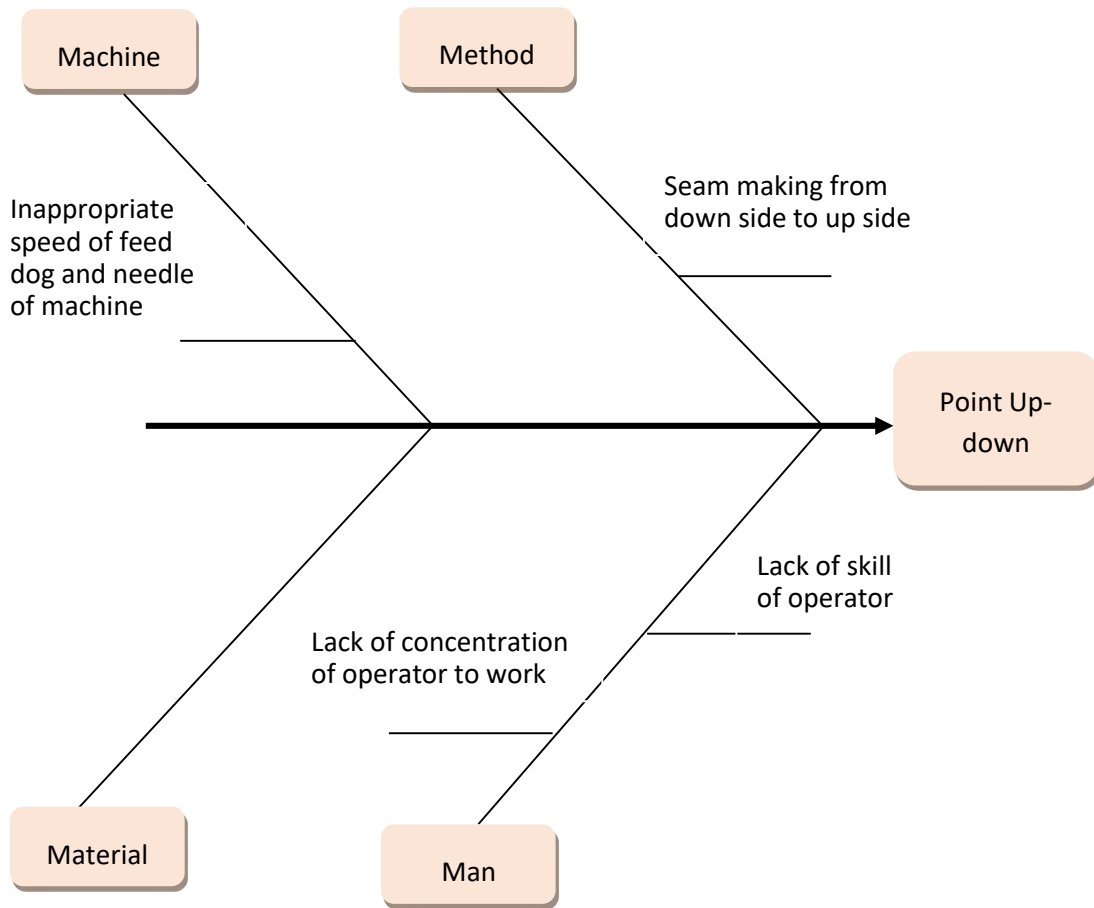 Machine
Method
Inappropriate
speed of feed
dog and needle
of machine
Seam making from
down side to up side
Point Up-
down
Lack of concentration
of operator to work
Lack of skill
of operator
Material
Man